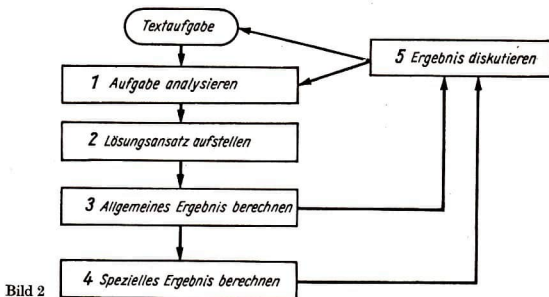 Textaufgabe
5 Ergebnis diskutieren
1 Aufgabe analysieren
2 Lösungsansatz aufstellen
3 Allgemeines Ergebnis berechnen
4 Spezielles Ergebnis berechnen
Bild 2